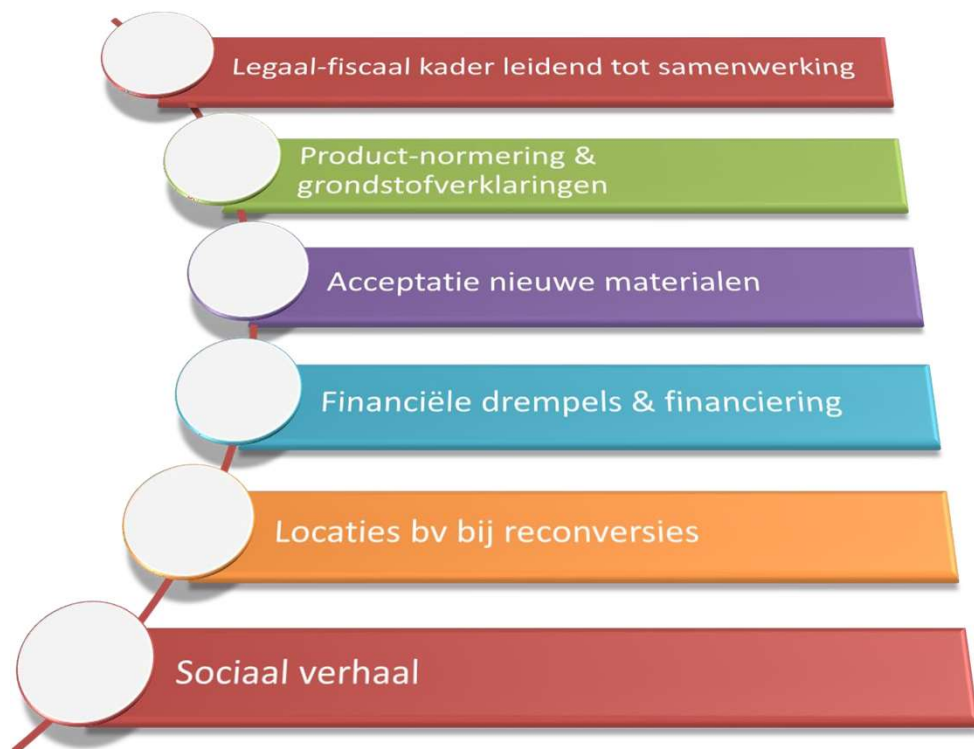 Legaal-fiscaal kader leidend tot samenwerking
Product-normering &
grondstofverklaringen
Acceptatie nieuwe materialen
Financiële drempels & financiering
Locaties bv bij reconversies
Sociaal verhaal